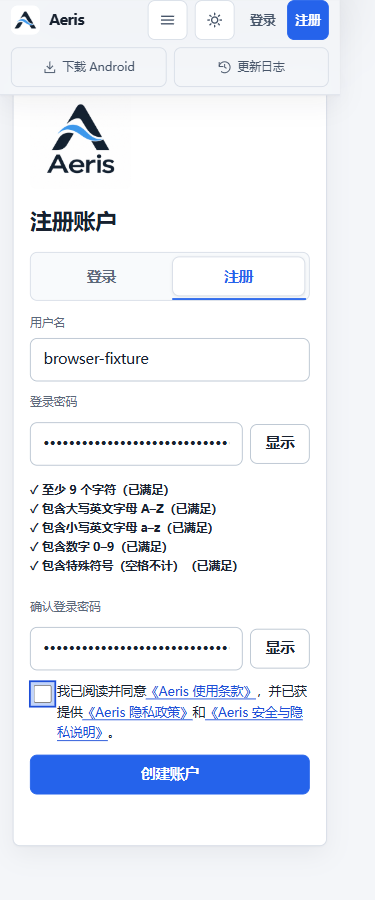 Aeris
登录
注册
下载 Android
更新日志
Aeris
注册账户
登录
注册
用户名
browser-fixture
登录密码
•••••••••••••••••••••••••••••
显示
✓ 至少 9 个字符（已满足）
✓ 包含大写英文字母 A–Z（已满足）
✓ 包含小写英文字母 a–z（已满足）
✓ 包含数字 0–9（已满足）
✓ 包含特殊符号（空格不计）（已满足）
确认登录密码
•••••••••••••••••••••••••••••
显示
我已阅读并同意《Aeris 使用条款》，并已获
提供《Aeris 隐私政策》和《Aeris 安全与隐
私说明》。
创建账户